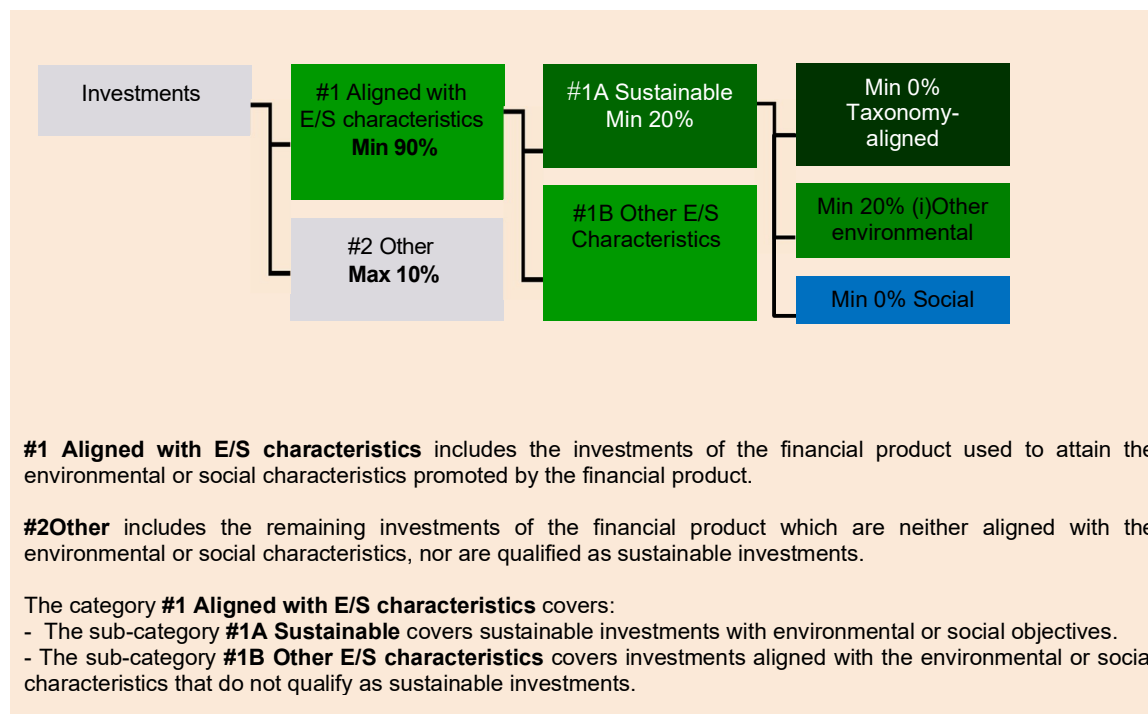 Investments
#1 Aligned with
E/S characteristics
Min 90%
#2 Other
Max 10%
#1A Sustainable
Min 20%
#1B Other E/S
Characteristics
Min 0%
Taxonomy-
aligned
Min 20% (i)Other
environmental
Min 0% Social
#1 Aligned with E/S characteristics includes the investments of the financial product used to attain the
environmental or social characteristics promoted by the financial product.
#2Other includes the remaining investments of the financial product which are neither aligned with the
environmental or social characteristics, nor are qualified as sustainable investments.
The category #1 Aligned with E/S characteristics covers:
- The sub-category #1A Sustainable covers sustainable investments with environmental or social objectives.
- The sub-category #1B Other E/S characteristics covers investments aligned with the environmental or social
characteristics that do not qualify as sustainable investments.